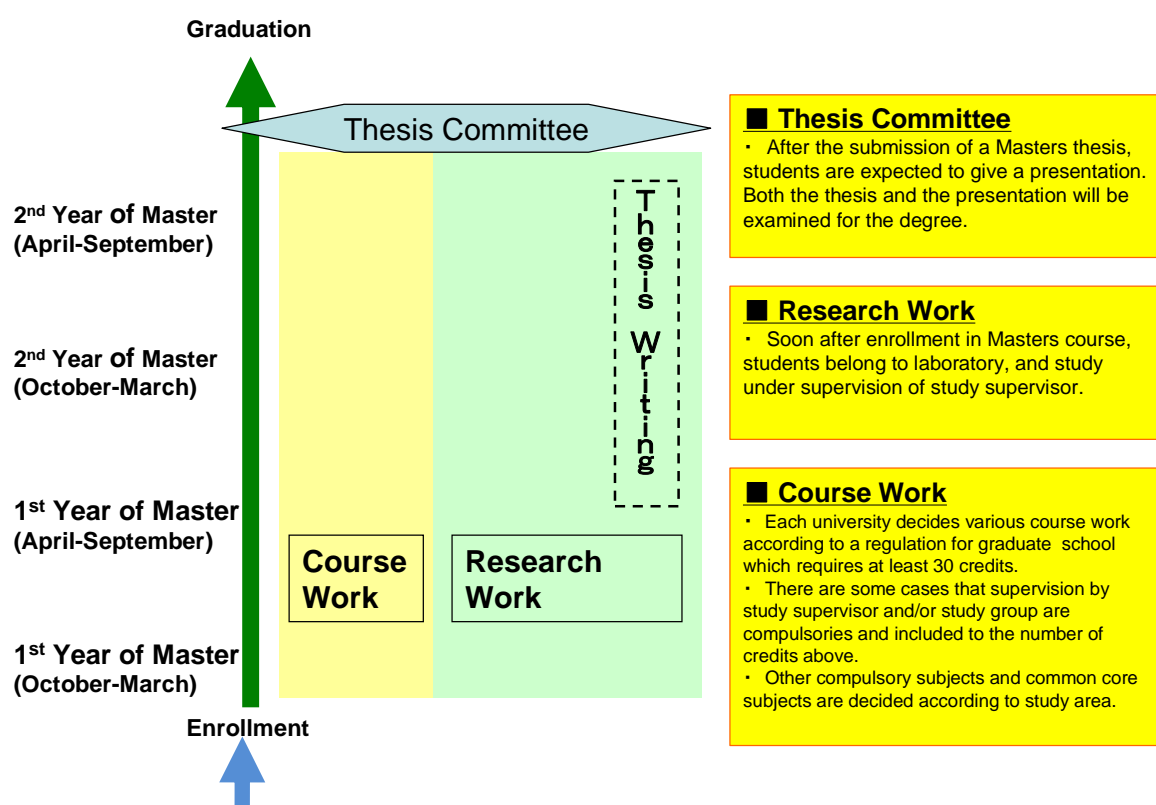 Graduation
Thesis Committee
2nd Year of Master
(April-September)
2nd Year of Master
(October-March)
1st Year of Master
(April-September)
1st Year of Master
(October-March)
Enrollment
Thesis Writing
Course
Work
Research
Work
■ Thesis Committee
・ After the submission of a Masters thesis,
students are expected to give a presentation.
Both the thesis and the presentation will be
examined for the degree.
■ Research Work
・ Soon after enrollment in Masters course,
students belong to laboratory, and study
under supervision of study supervisor.
■ Course Work
・ Each university decides various course work
according to a regulation for graduate school
which requires at least 30 credits.
・ There are some cases that supervision by
study supervisor and/or study group are
compulsories and included to the number of
credits above.
・ Other compulsory subjects and common core
subjects are decided according to study area.